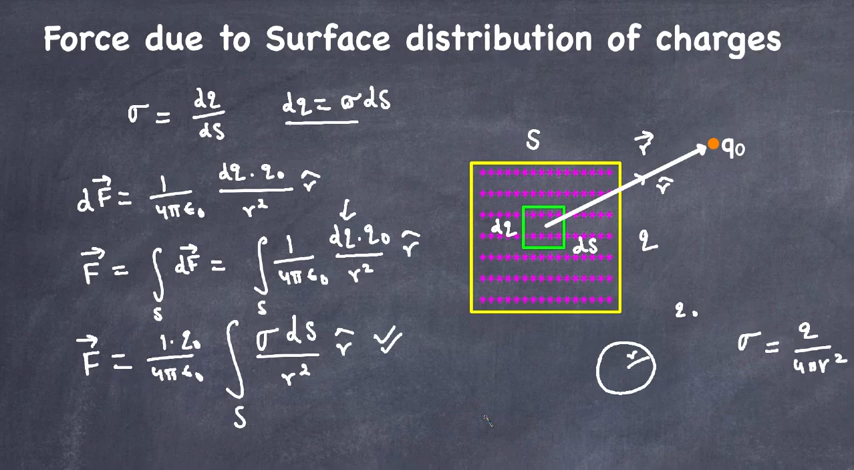 Force due to Surface distribution of charges
σ = dq/ds    dq = σ ds
dF⃗ = 1/4πε₀ dq·q₀/r² r̂
F⃗ = ∫S dF⃗ = ∫S 1/4πε₀ dq·q₀/r² r̂
F⃗ = 1·q₀/4πε₀ ∫S σ ds/r² r̂
S
r⃗
q₀
r̂
dq
ds
q
q.
r
σ = q/4πr²